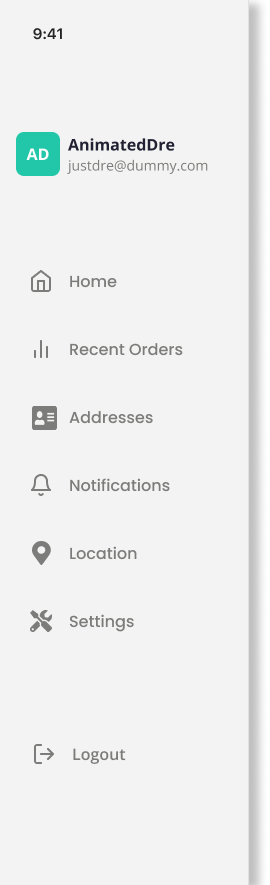 9:41
AD
AnimatedDre
justdre@dummy.com
Home
Recent Orders
Addresses
Notifications
Location
Settings
Logout